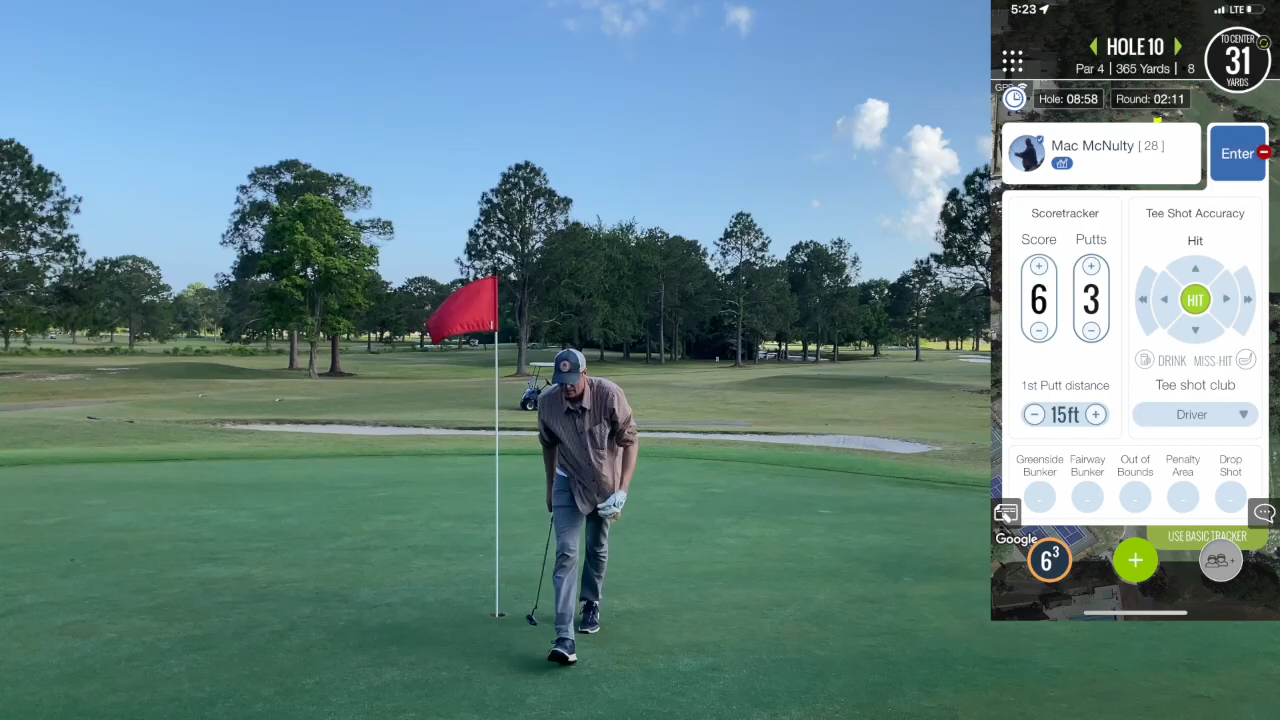 5:23
LTE
HOLE 10
Par 4 | 365 Yards | 8
TO CENTER
31
YARDS
GPS
Hole: 08:58
Round: 02:11
Mac McNulty [ 28 ]
Enter
Scoretracker
Tee Shot Accuracy
Score
Putts
Hit
6
3
HIT
DRINK
MISS-HIT
1st Putt distance
Tee shot club
15ft
Driver
Greenside
Bunker
Fairway
Bunker
Out of
Bounds
Penalty
Area
Drop
Shot
Google
USE BASIC TRACKER
6³